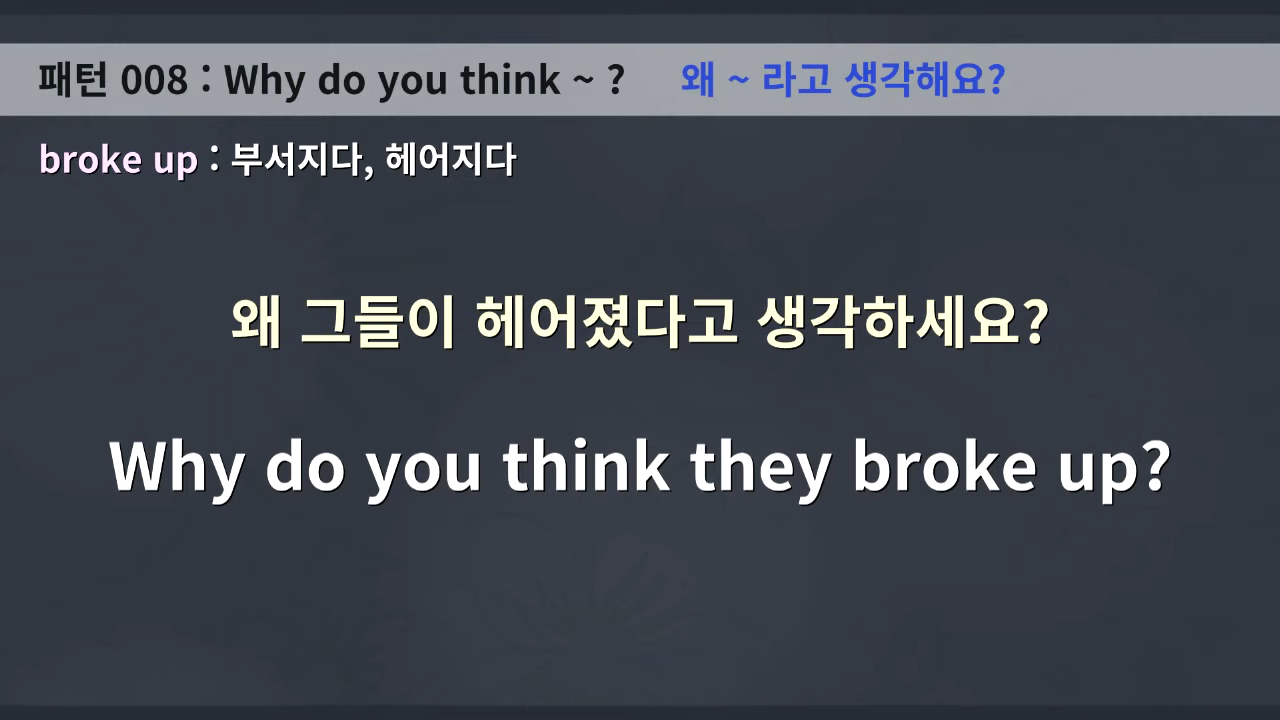 패턴 008 : Why do you think ~ ? 왜 ~ 라고 생각해요?
broke up : 부서지다, 헤어지다
왜 그들이 헤어졌다고 생각하세요?
Why do you think they broke up?